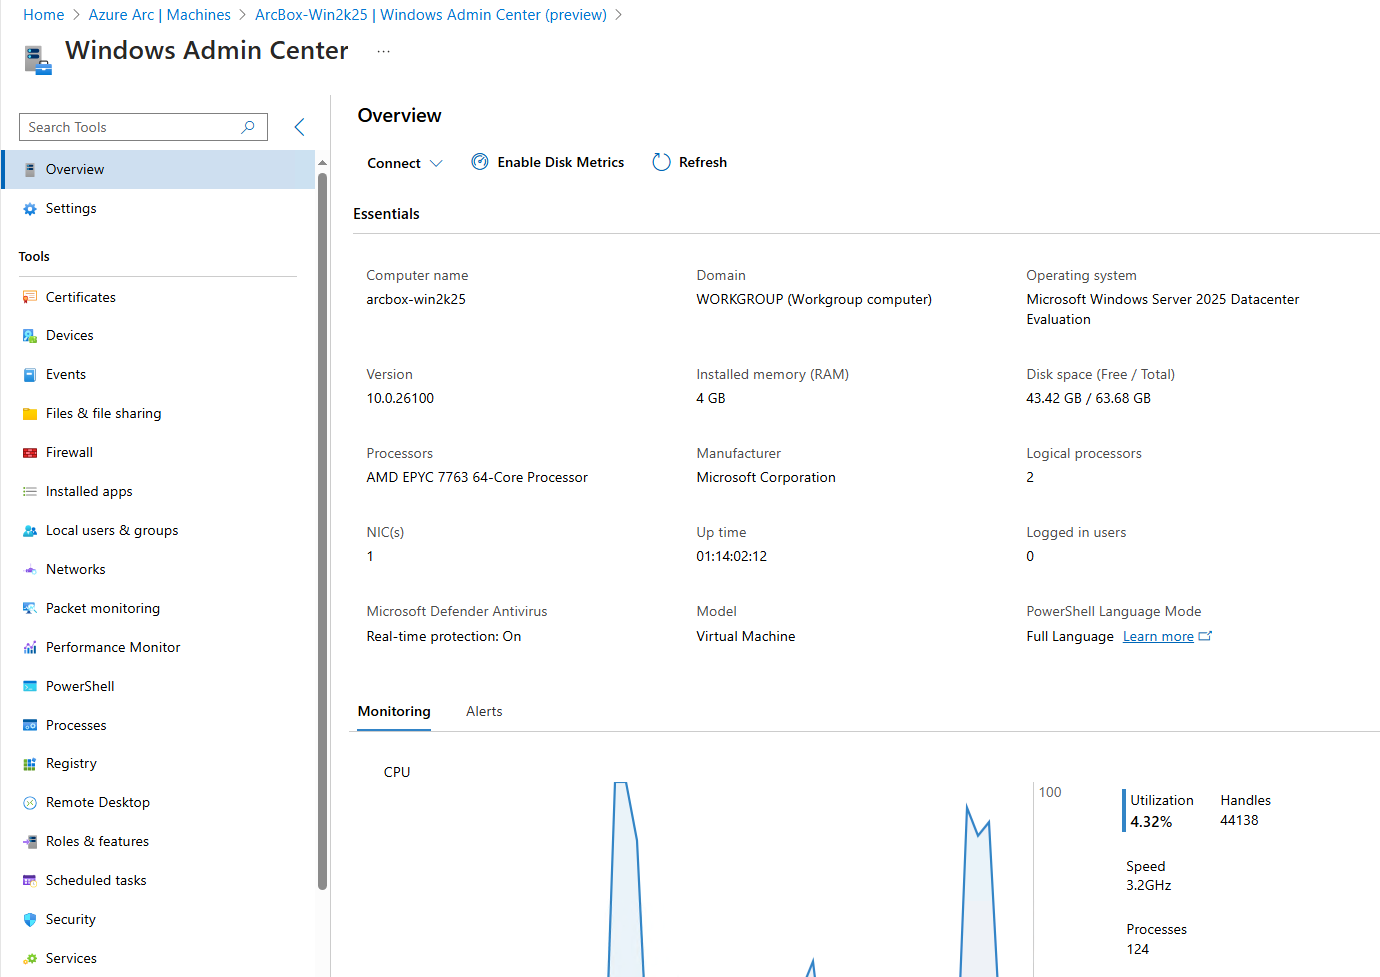 Home > Azure Arc | Machines > ArcBox-Win2k25 | Windows Admin Center (preview) >
Windows Admin Center ...
Search Tools
Overview
Settings
Tools
Certificates
Devices
Events
Files & file sharing
Firewall
Installed apps
Local users & groups
Networks
Packet monitoring
Performance Monitor
PowerShell
Processes
Registry
Remote Desktop
Roles & features
Scheduled tasks
Security
Services
Overview
Connect Enable Disk Metrics Refresh
Essentials
Computer name
arcbox-win2k25
Domain
WORKGROUP (Workgroup computer)
Operating system
Microsoft Windows Server 2025 Datacenter
Evaluation
Version
10.0.26100
Installed memory (RAM)
4 GB
Disk space (Free / Total)
43.42 GB / 63.68 GB
Processors
AMD EPYC 7763 64-Core Processor
Manufacturer
Microsoft Corporation
Logical processors
2
NIC(s)
1
Up time
01:14:02:12
Logged in users
0
Microsoft Defender Antivirus
Real-time protection: On
Model
Virtual Machine
PowerShell Language Mode
Full Language Learn more
Monitoring Alerts
CPU
100
Utilization
4.32%
Handles
44138
Speed
3.2GHz
Processes
124